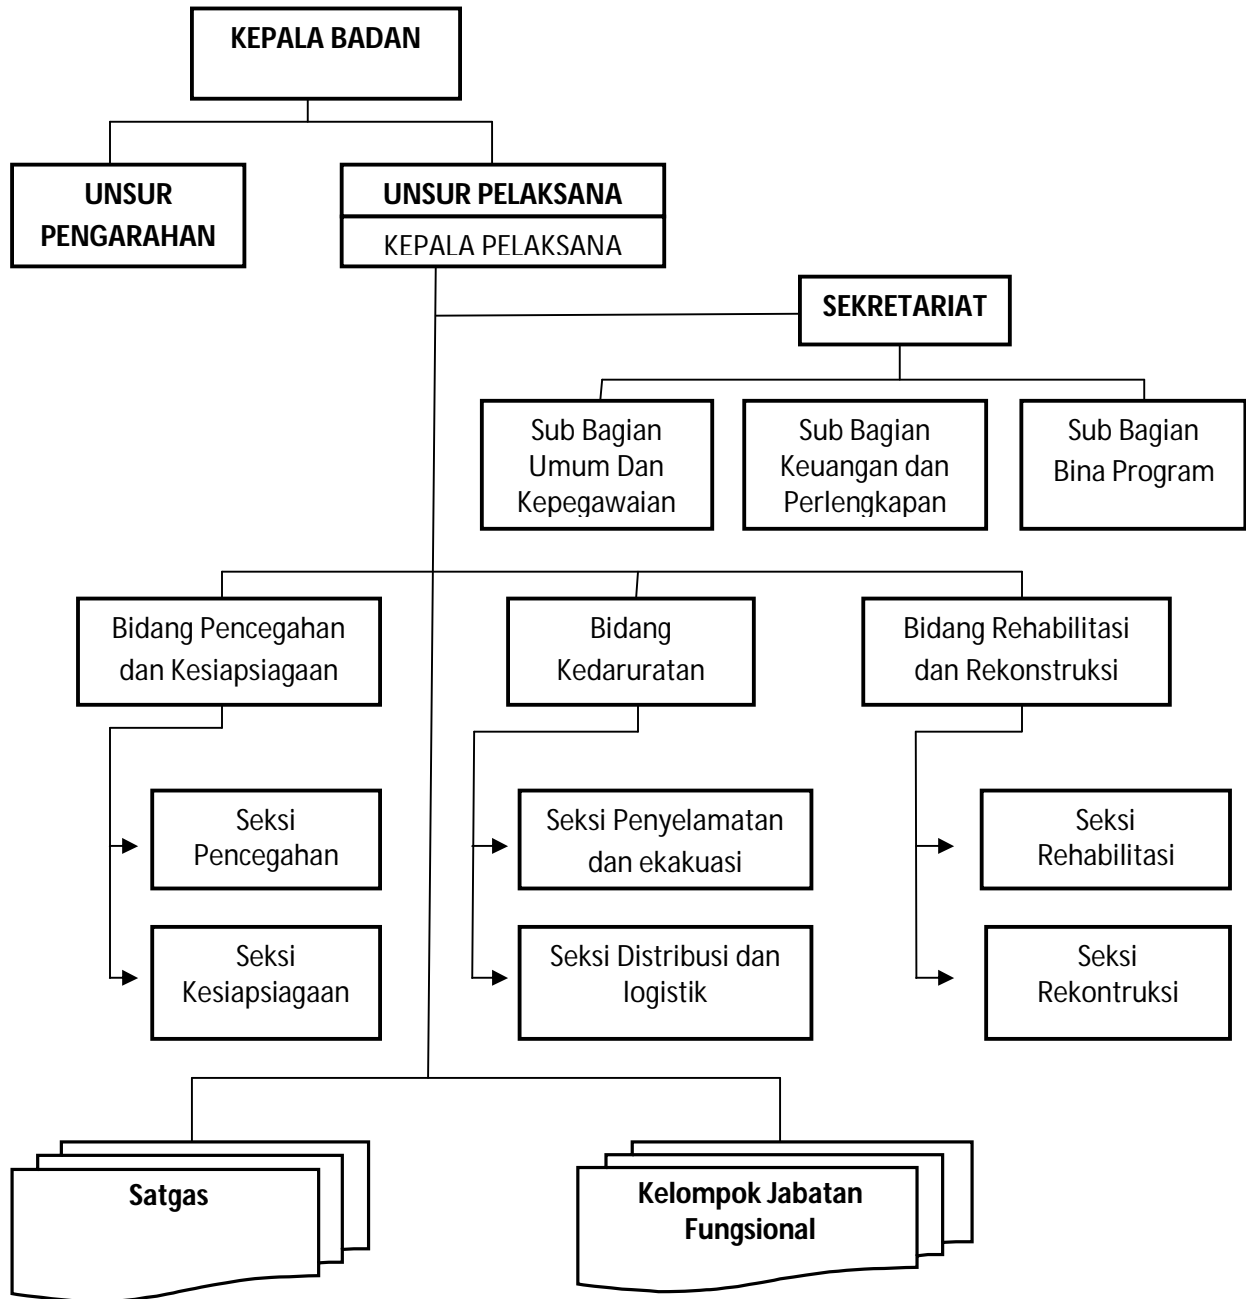 KEPALA BADAN
UNSUR
PENGARAHAN
UNSUR PELAKSANA
KEPALA PELAKSANA
SEKRETARIAT
Sub Bagian
Umum Dan
Kepegawaian
Sub Bagian
Keuangan dan
Perlengkapan
Sub Bagian
Bina Program
Bidang Pencegahan
dan Kesiapsiagaan
Bidang
Kedaruratan
Bidang Rehabilitasi
dan Rekonstruksi
Seksi
Pencegahan
Seksi Penyelamatan
dan ekakuasi
Seksi
Rehabilitasi
Seksi
Kesiapsiagaan
Seksi Distribusi dan
logistik
Seksi
Rekontruksi
Satgas
Kelompok Jabatan
Fungsional